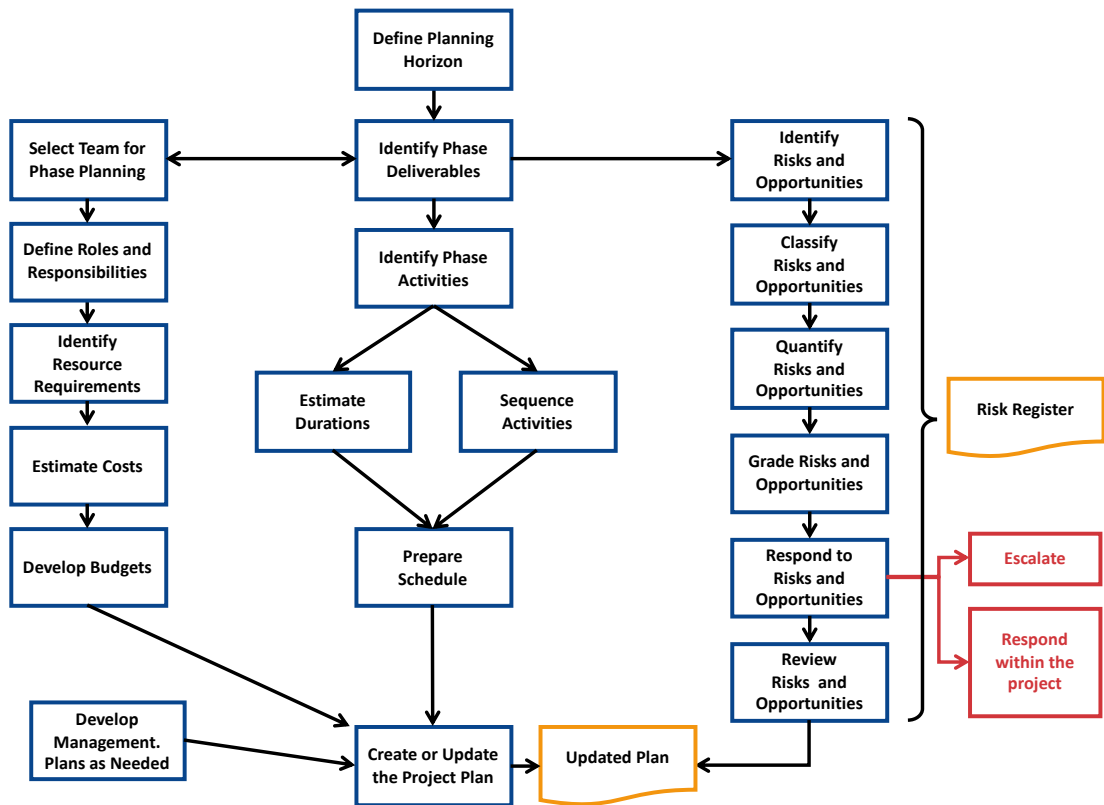 Define Planning
Horizon
Select Team for
Phase Planning
Identify Phase
Deliverables
Identify
Risks and
Opportunities
Define Roles and
Responsibilities
Identify Phase
Activities
Classify
Risks and
Opportunities
Identify
Resource
Requirements
Quantify
Risks and
Opportunities
Estimate
Durations
Sequence
Activities
Risk Register
Estimate Costs
Grade Risks and
Opportunities
Develop Budgets
Prepare
Schedule
Respond to
Risks and
Opportunities
Escalate
Respond
within the
project
Review
Risks and
Opportunities
Develop
Management.
Plans as Needed
Create or Update
the Project Plan
Updated Plan